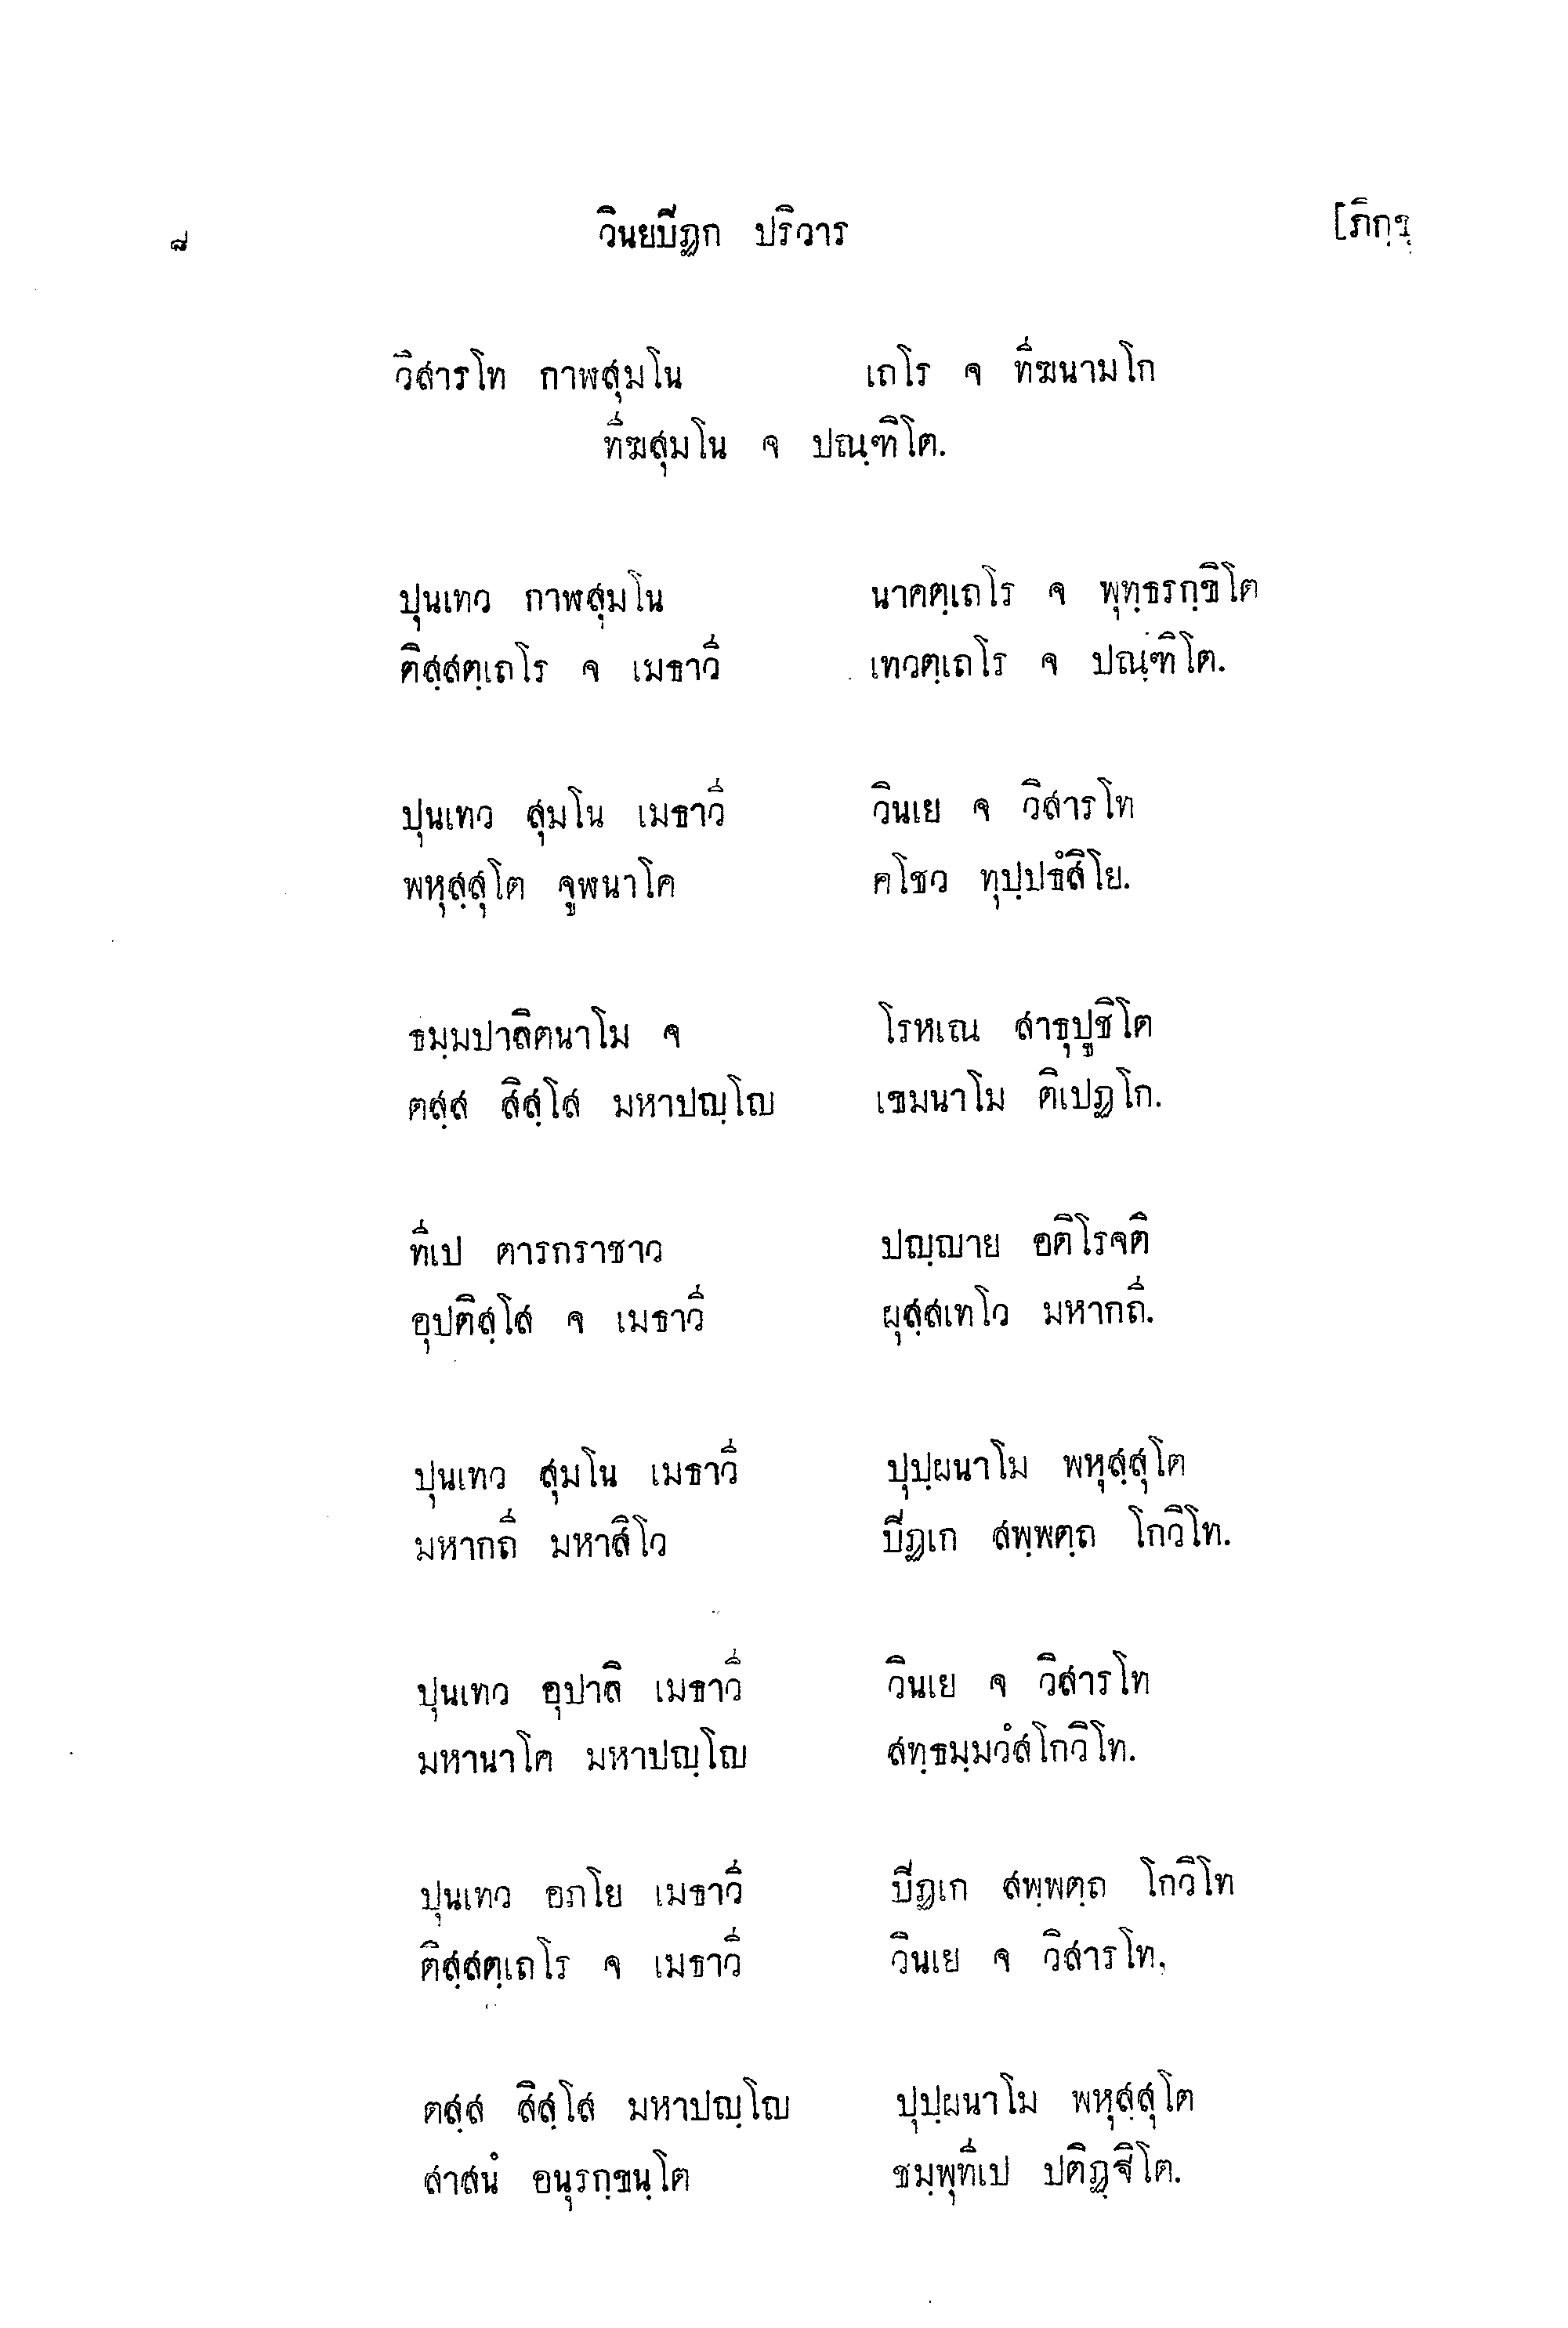 ๘ วินยปีฏก ปริวาร [ภิกฺขุ
วิสารโท กาฬสุมโน เถโร จ ทีฆนามโก
ทีฆสุมโน จ ปณฺฑิโต.
ปุนเทว กาฬสุมโน นาคตฺเถโร จ พุทฺธรกฺขิโต
ติสฺสตฺเถโร จ เมธาวี เทวตฺเถโร จ ปณฺฑิโต.
ปุนเทว สุมโน เมธาวี วินเย จ วิสารโท
พหุสฺสุโต จูฬนาโค คโชว ทุปฺปธํสิโย.
ธมฺมปาลิตนาโม จ โรหเณ สาธุปูชิโต
ตสฺส สิสฺโส มหาปญฺโญ เขมนาโม ติเปฏโก.
ทีเป ตารกราชาว ปญฺญาย อติโรจติ
อุปติสฺโส จ เมธาวี ผุสฺสเทโว มหากถี.
ปุนเทว สุมโน เมธาวี ปุปฺผนาโม พหุสฺสุโต
มหากถี มหาสิโว ปีฏเก สพฺพตฺถ โกวิโท.
ปุนเทว อุปาลิ เมธาวี วินเย จ วิสารโท
มหานาโค มหาปญฺโญ สทฺธมฺมวํสโกวิโท.
ปุนเทว อภโย เมธาวี ปีฏเก สพฺพตฺถ โกวิโท
ติสฺสตฺเถโร จ เมธาวี วินเย จ วิสารโท.
ตสฺส สิสฺโส มหาปญฺโญ ปุปฺผนาโม พหุสฺสุโต
สาสนํ อนุรกฺขนฺโต ชมฺพุทีเป ปติฏฺฐิโต.